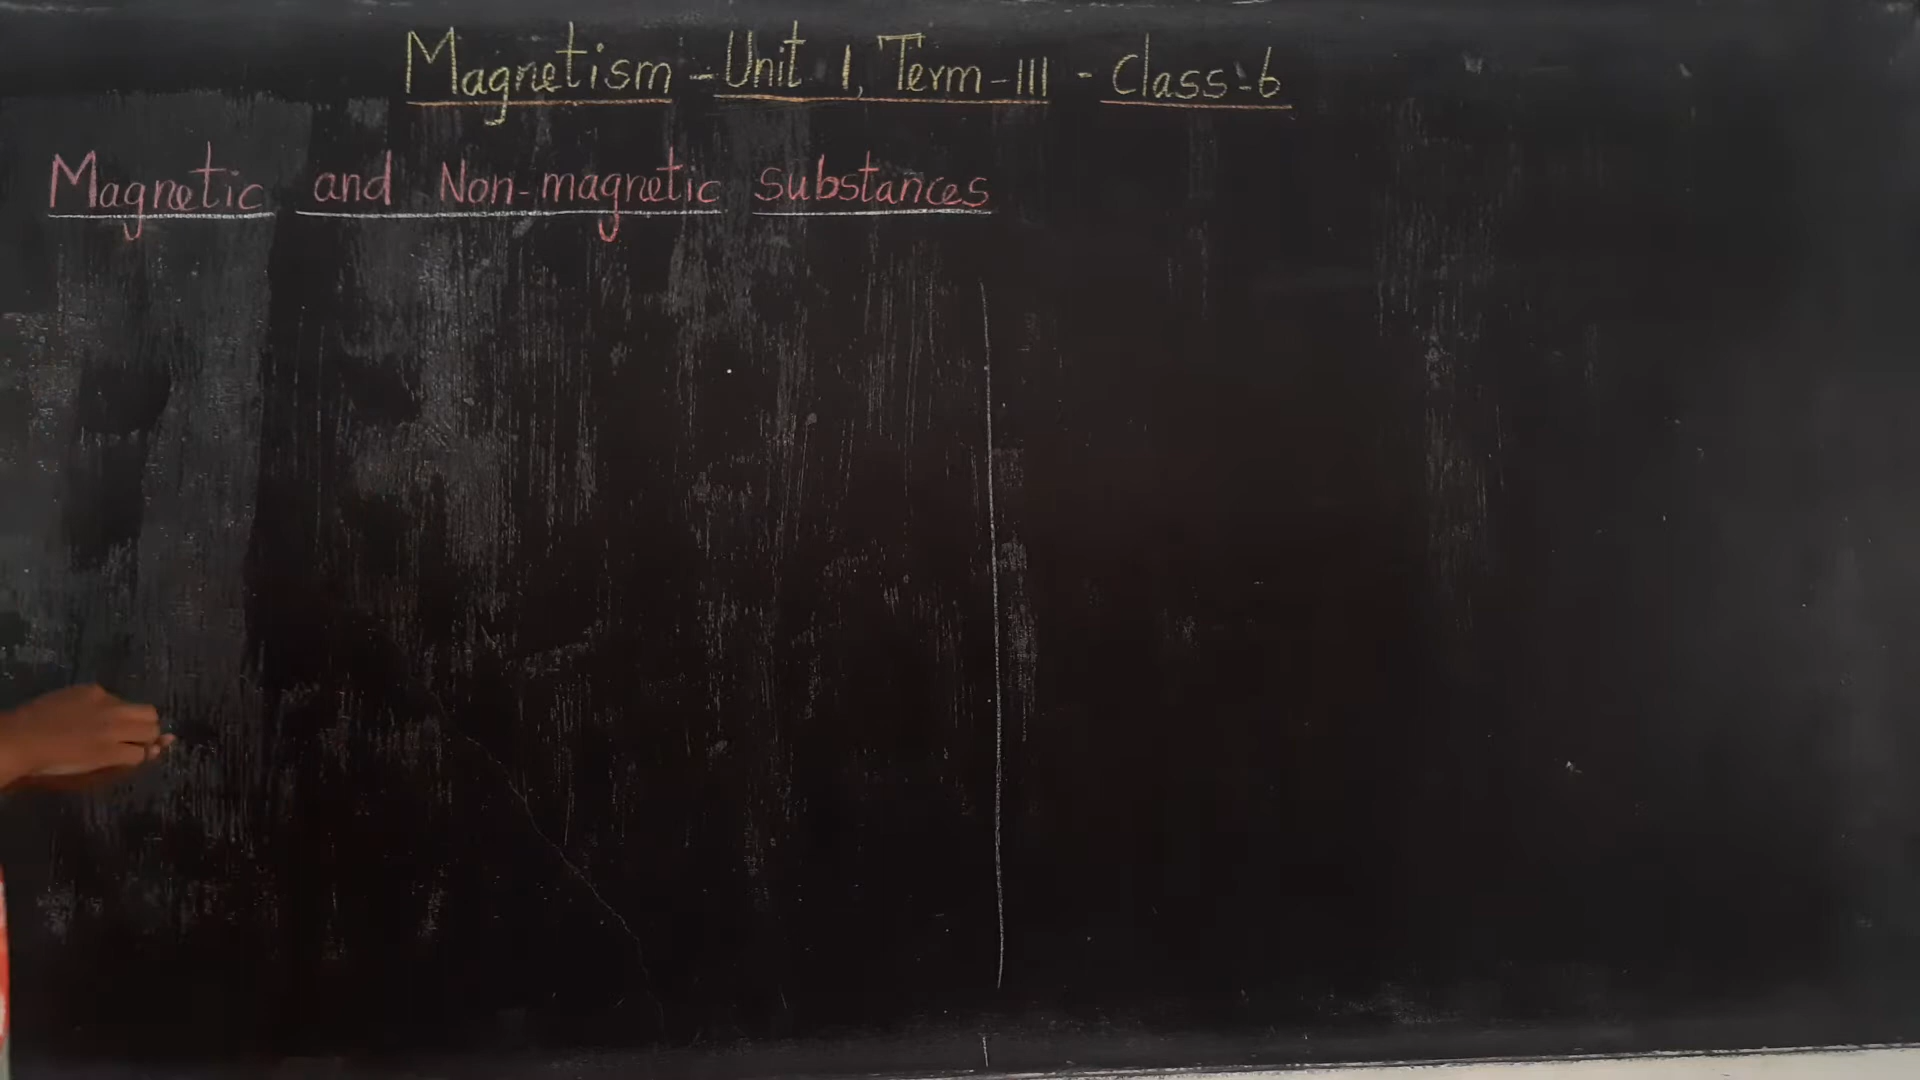 Magnetism - Unit 1, Term - III - Class - 6
Magnetic and Non-magnetic substances